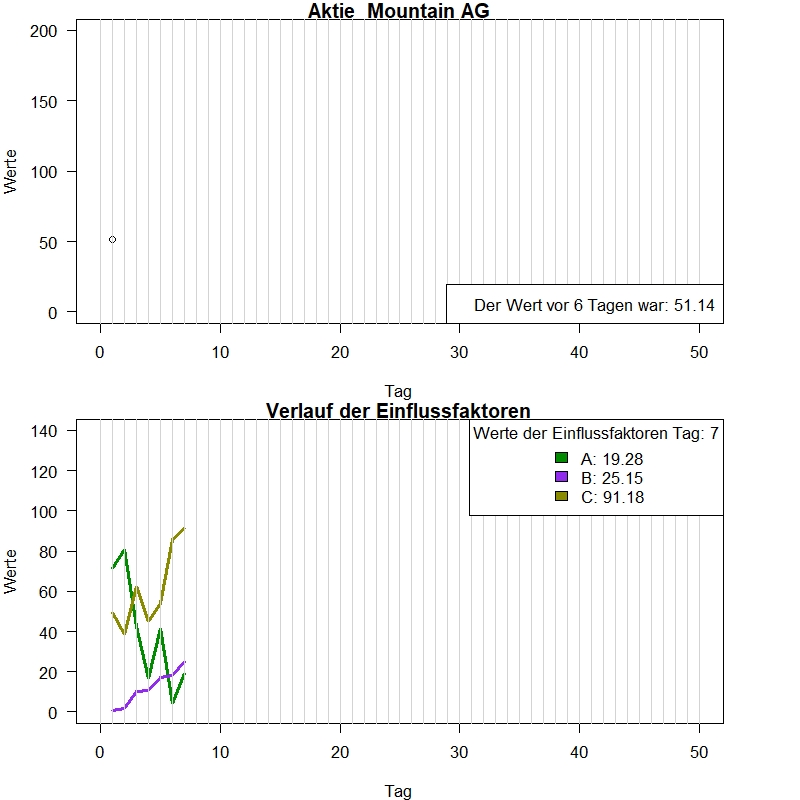 Aktie  Mountain AG
200
150
100
50
0
Werte
Der Wert vor 6 Tagen war: 51.14
0 10 20 30 40 50
Tag
Verlauf der Einflussfaktoren
140
120
100
80
60
40
20
0
Werte
Werte der Einflussfaktoren Tag: 7
A: 19.28
B: 25.15
C: 91.18
0 10 20 30 40 50
Tag